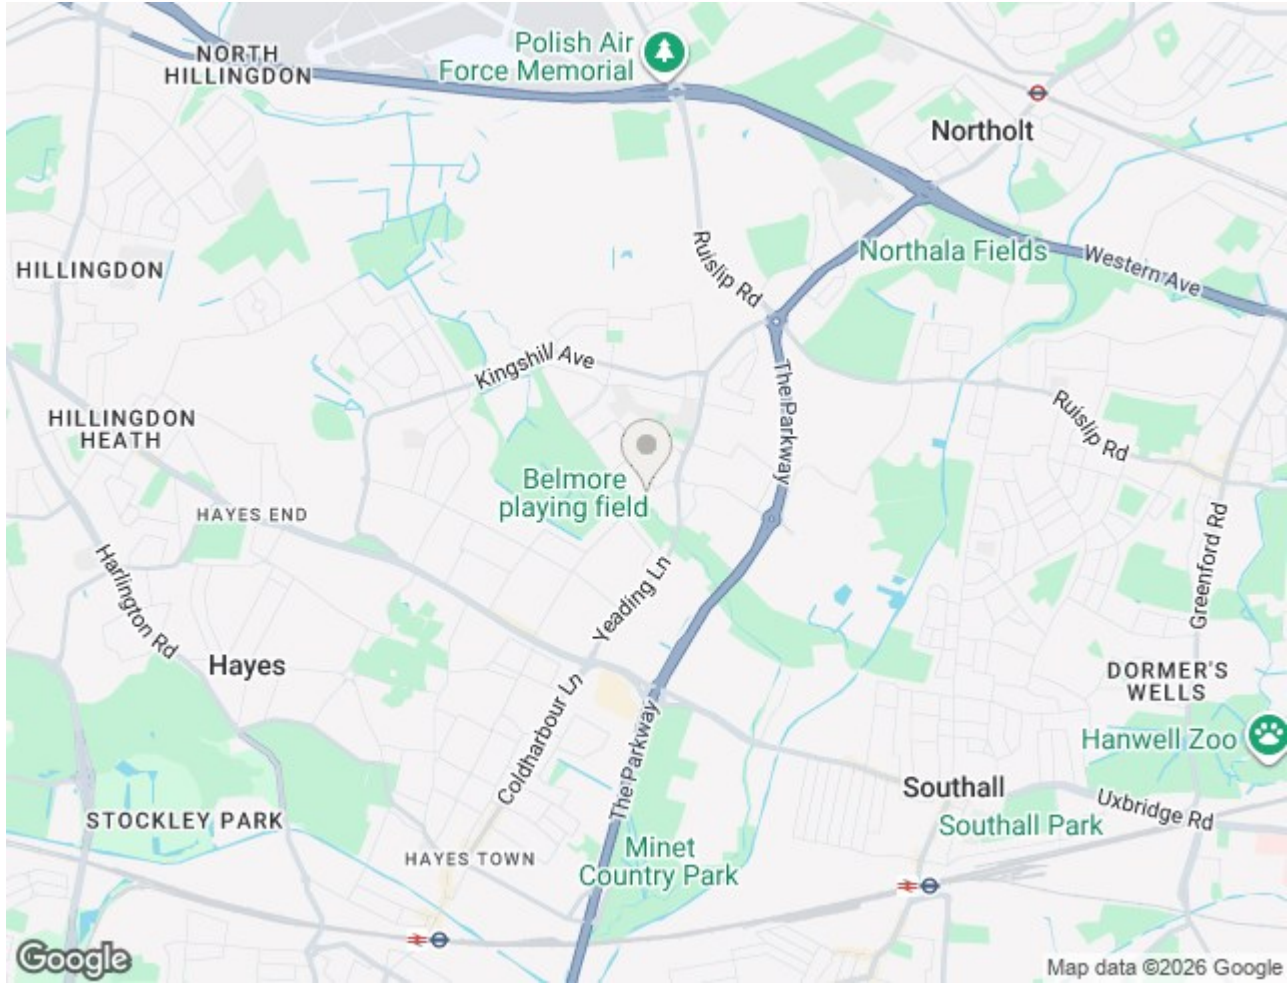 NORTH
HILLINGDON
Polish Air
Force Memorial
Northolt
HILLINGDON
Ruislip Rd
Northala Fields
Western Ave
Kingshill Ave
The Parkway
HILLINGDON
HEATH
Ruislip Rd
Belmore
playing field
HAYES END
Harlington Rd
Yeading Ln
Greenford Rd
Hayes
DORMER'S
WELLS
Coldharbour Ln
The Parkway
Hanwell Zoo
Southall
Uxbridge Rd
STOCKLEY PARK
Southall Park
HAYES TOWN
Minet
Country Park
Google
Map data ©2026 Google